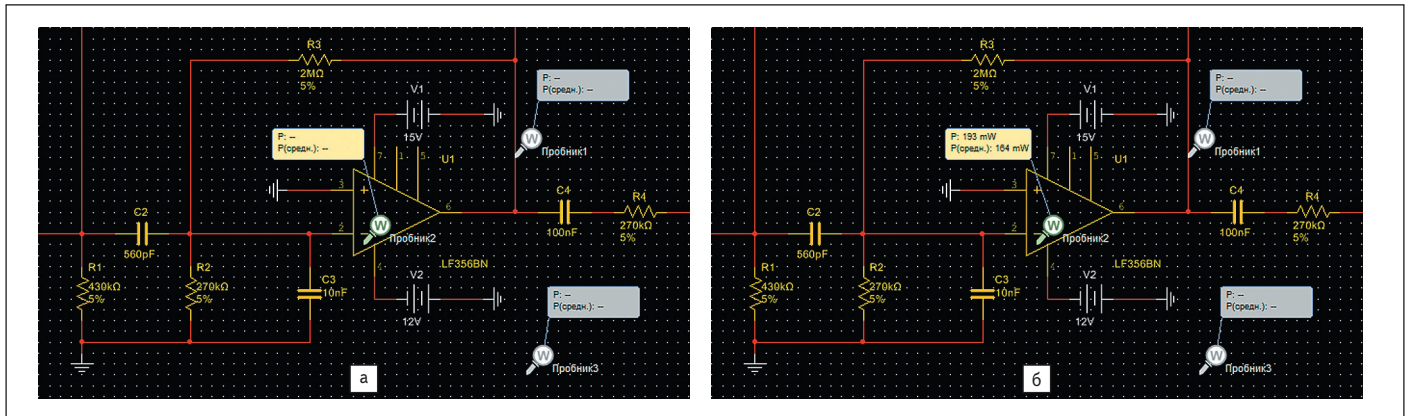 R3
2MΩ
5%
P: --
P(средн.): --
V1
15V
P: --
P(средн.): --
7
1
5
U1
Пробник1
3
C4
R4
C2
6
W
W
2
Пробник2
100nF
270kΩ
5%
560pF
4
LF356BN
R1
430kΩ
5%
R2
270kΩ
5%
C3
10nF
V2
12V
P: --
P(средн.): --
W
Пробник3
а
R3
2MΩ
5%
P: --
P(средн.): --
V1
15V
P: 193 mW
P(средн.): 164 mW
7
1
5
U1
Пробник1
3
C4
R4
C2
6
W
W
2
Пробник2
100nF
270kΩ
5%
560pF
4
LF356BN
R1
430kΩ
5%
R2
270kΩ
5%
C3
10nF
V2
12V
P: --
P(средн.): --
W
Пробник3
б